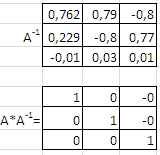 0,762 0,79 -0,8
A⁻¹ 0,229 -0,8 0,77
-0,01 0,03 0,01
1 0 -0
A*A⁻¹= 0 1 -0
0 0 1